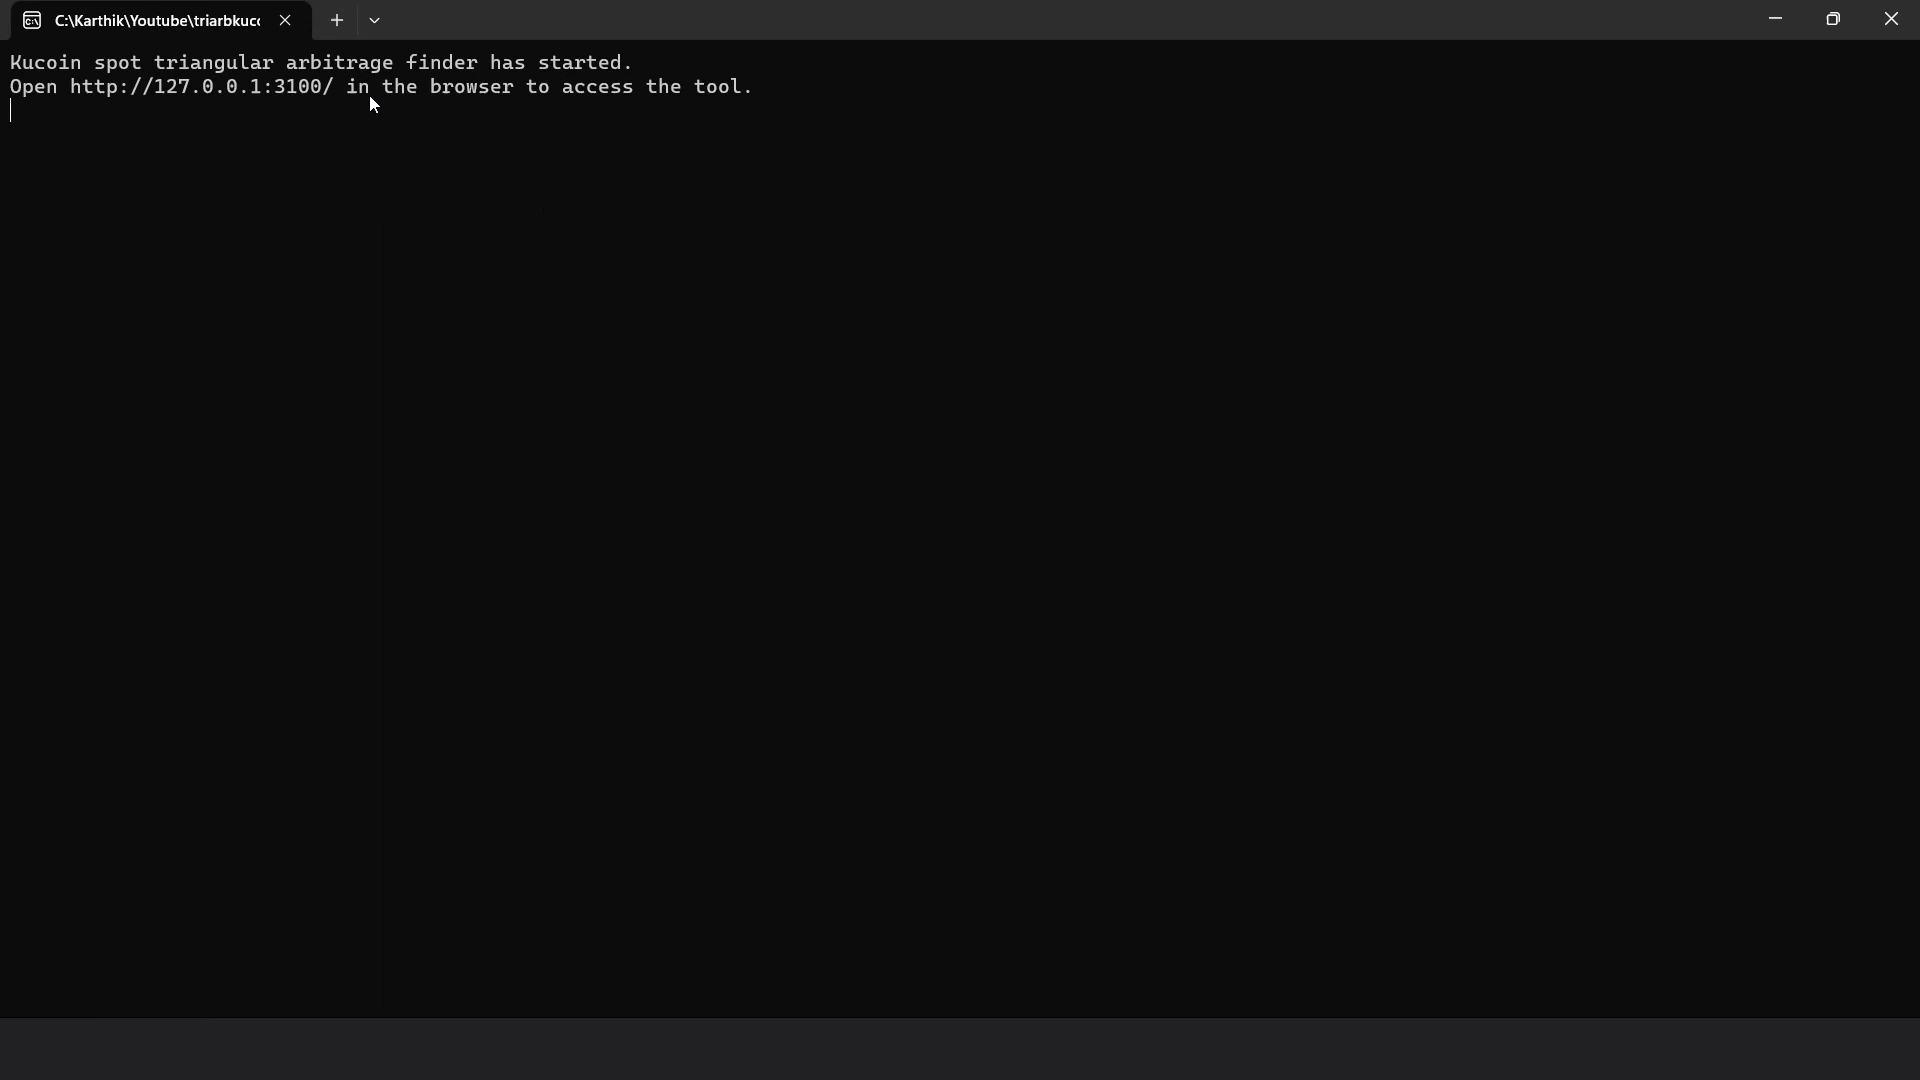 C:\Karthik\Youtube\triarbkuc
Kucoin spot triangular arbitrage finder has started.
Open http://127.0.0.1:3100/ in the browser to access the tool.